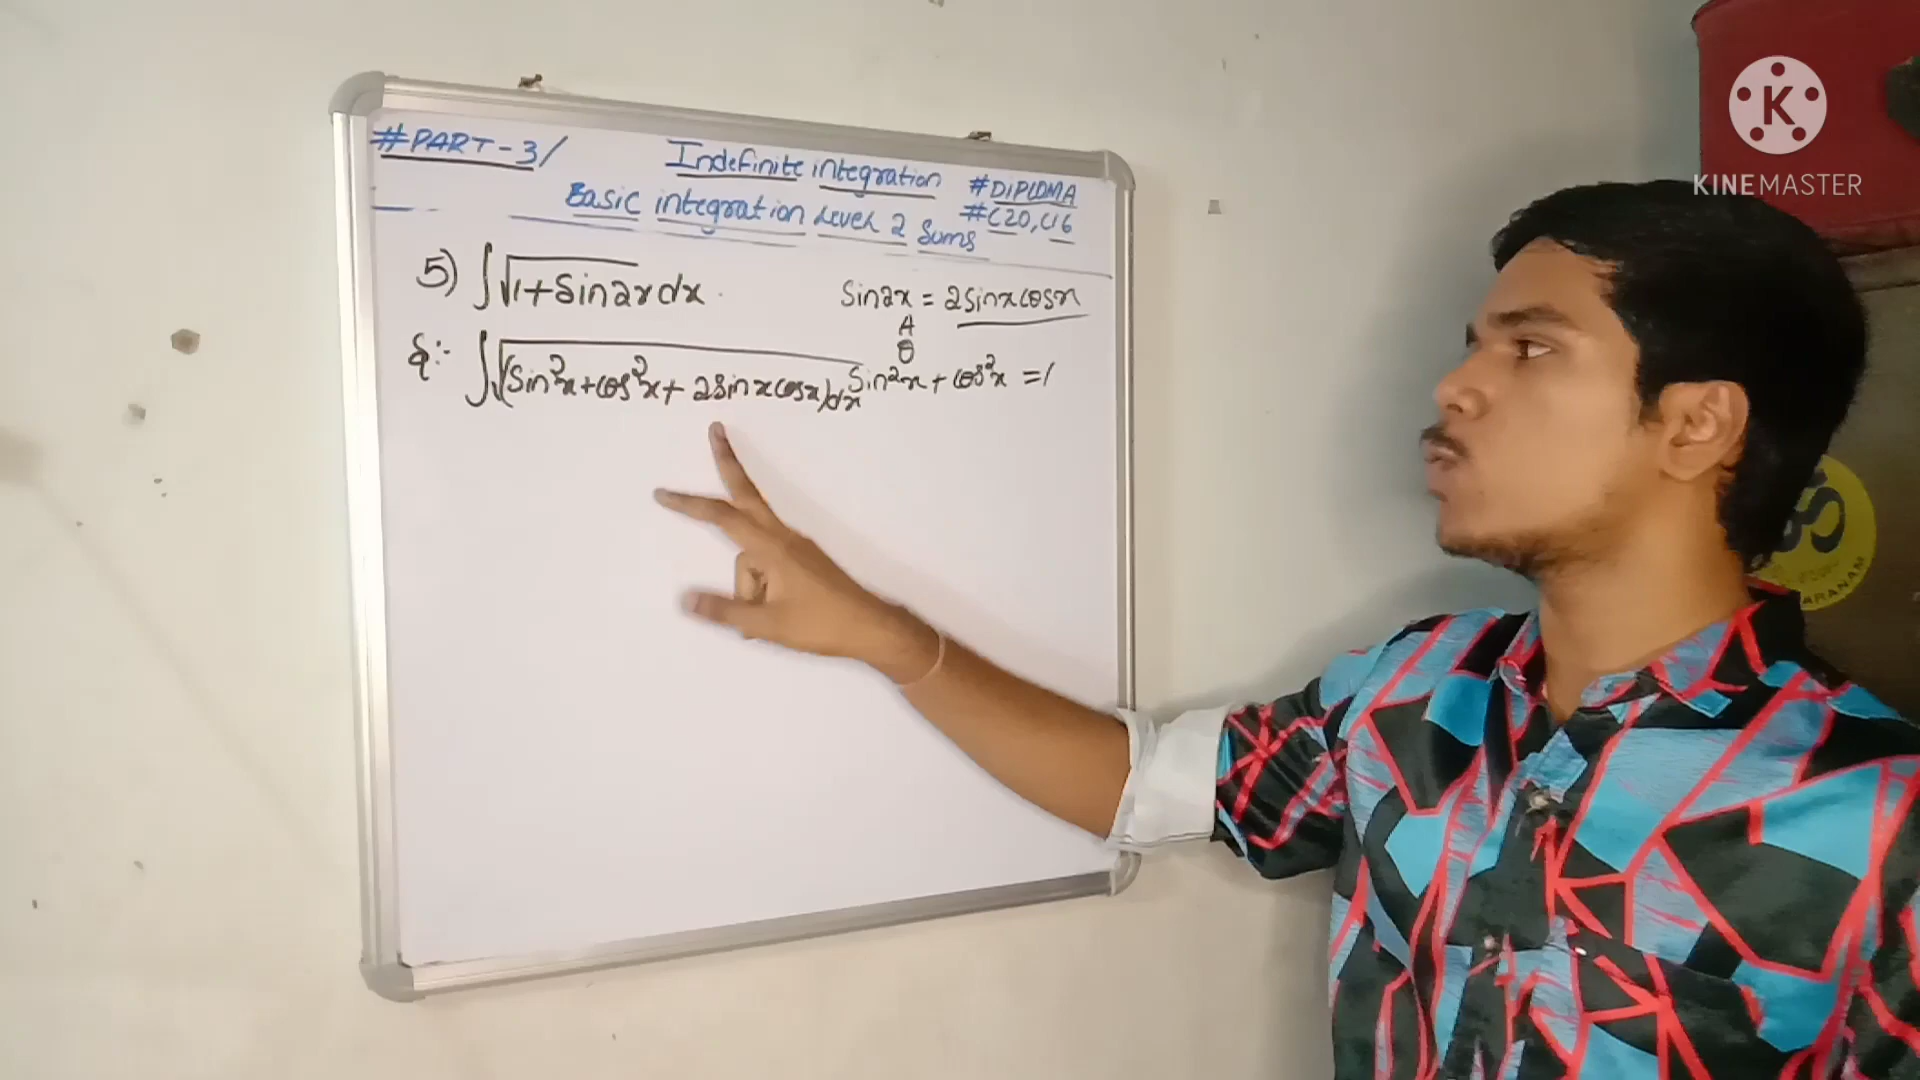 #PART-3/
Indefinite integration #DIPLOMA
Basic integration Level 2 Sums #C20, C16
5) ∫√1+Sin2x dx
Sin2x = 2sinxcosx
A
θ
∫√(Sin²x+cos²x+2Sinxcosx)dx
Sin²x + cos²x = 1
K
KINEMASTER
ARANAM